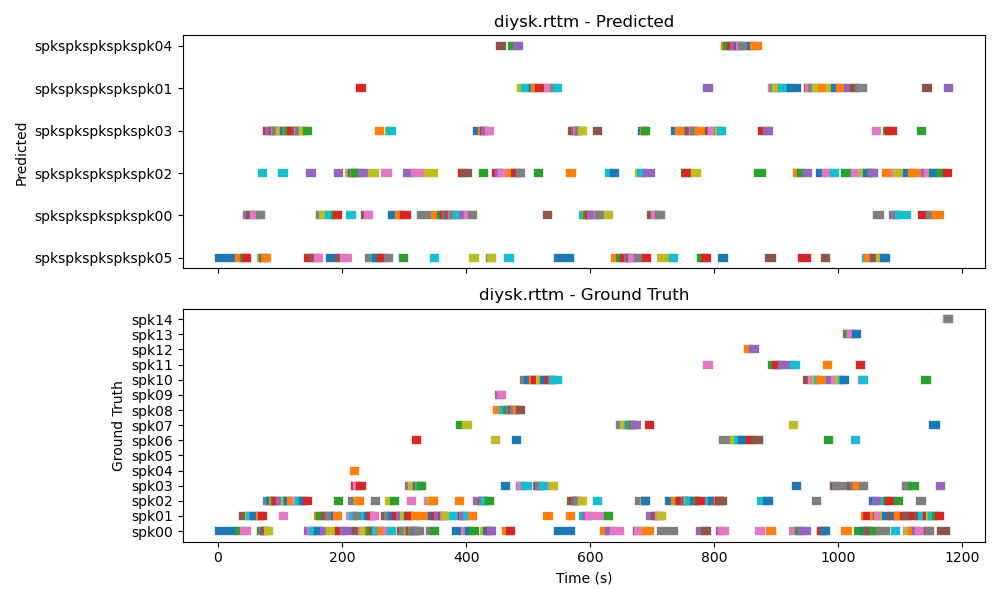 diysk.rttm - Predicted
spkspkspkspkspk04
spkspkspkspkspk01
spkspkspkspkspk03
spkspkspkspkspk02
spkspkspkspkspk00
spkspkspkspkspk05
Predicted
diysk.rttm - Ground Truth
spk14
spk13
spk12
spk11
spk10
spk09
spk08
spk07
spk06
spk05
spk04
spk03
spk02
spk01
spk00
Ground Truth
0 200 400 600 800 1000 1200
Time (s)